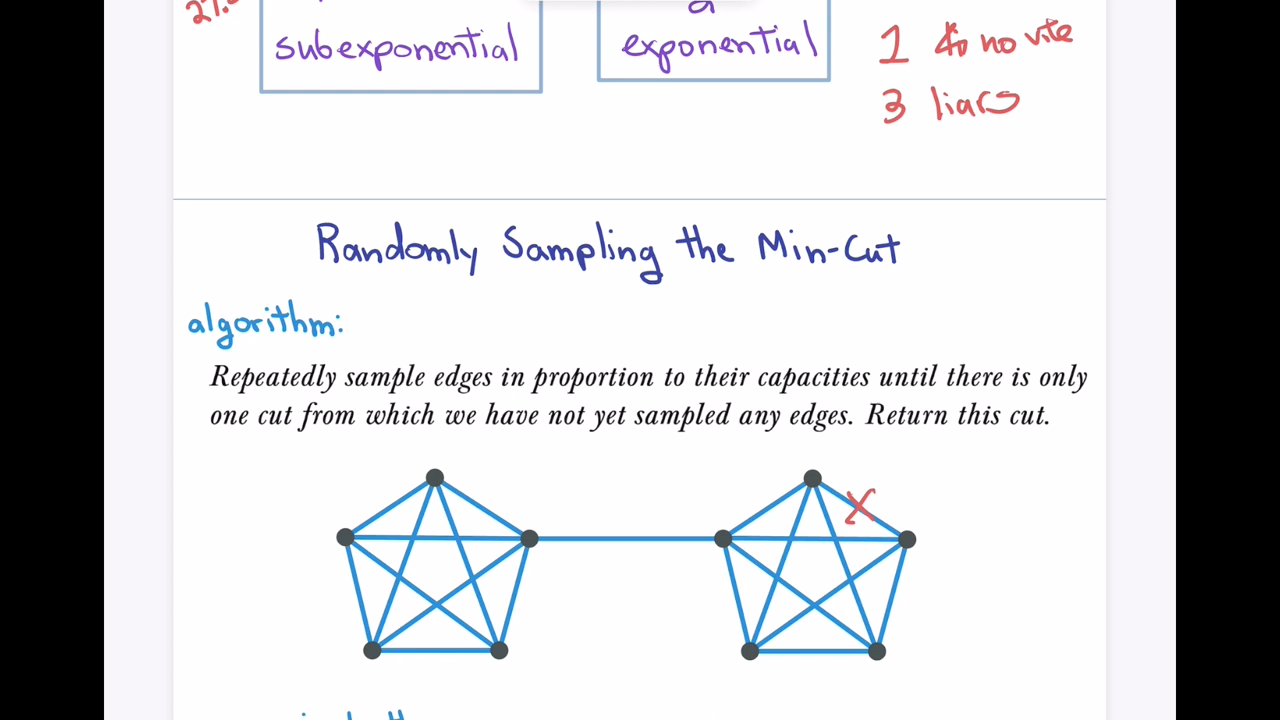 subexponential
exponential
1 no vite
3 liars
Randomly Sampling the Min-Cut
algorithm:
Repeatedly sample edges in proportion to their capacities until there is only
one cut from which we have not yet sampled any edges. Return this cut.
X